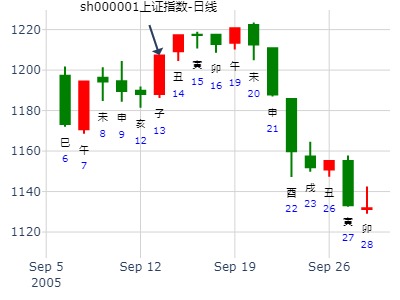 sh000001上证指数-日线
1220
1200
1180
1160
1140
1120
巳
6
午
7
未
8
申
9
亥
12
子
13
丑
14
寅
15
卯
16
午
19
未
20
申
21
酉
22
戌
23
丑
26
寅
27
卯
28
Sep 5
2005
Sep 12
Sep 19
Sep 26